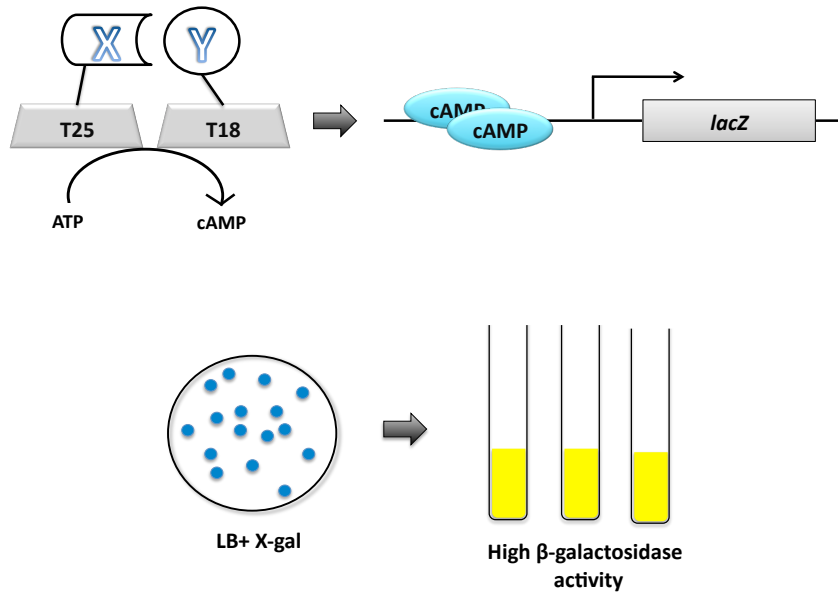 X
Y
T25
T18
ATP
cAMP
cAMP
cAMP
lacZ
LB+ X-gal
High β-galactosidase
activity